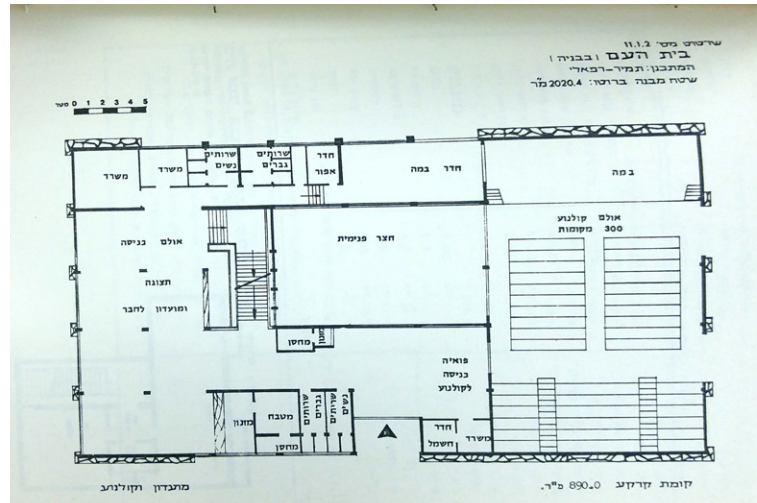 שרטוט מס' 11.1.2
בית העם (בבניה)
המתכנן: תמיר-רפאלי
שטח מבנה ברוטו: 2020.4 מ"ר
מטר 0 1 2 3 4 5
משרד
משרד
שרותים
נשים
שרותים
גברים
חדר
אפור
חדר במה
במה
אולם כניסה
תצוגה
ומועדון לחבר
חצר פנימית
אולם קולנוע
300 מקומות
מחסן
מזנון
פואיה
כניסה
לקולנוע
מזנון
מטבח
מחסן
שרותים
גברים
שרותים
נשים
חדר
חשמל
משרד
מועדון וקולנוע
קומת קרקע 890.0 מ"ר.